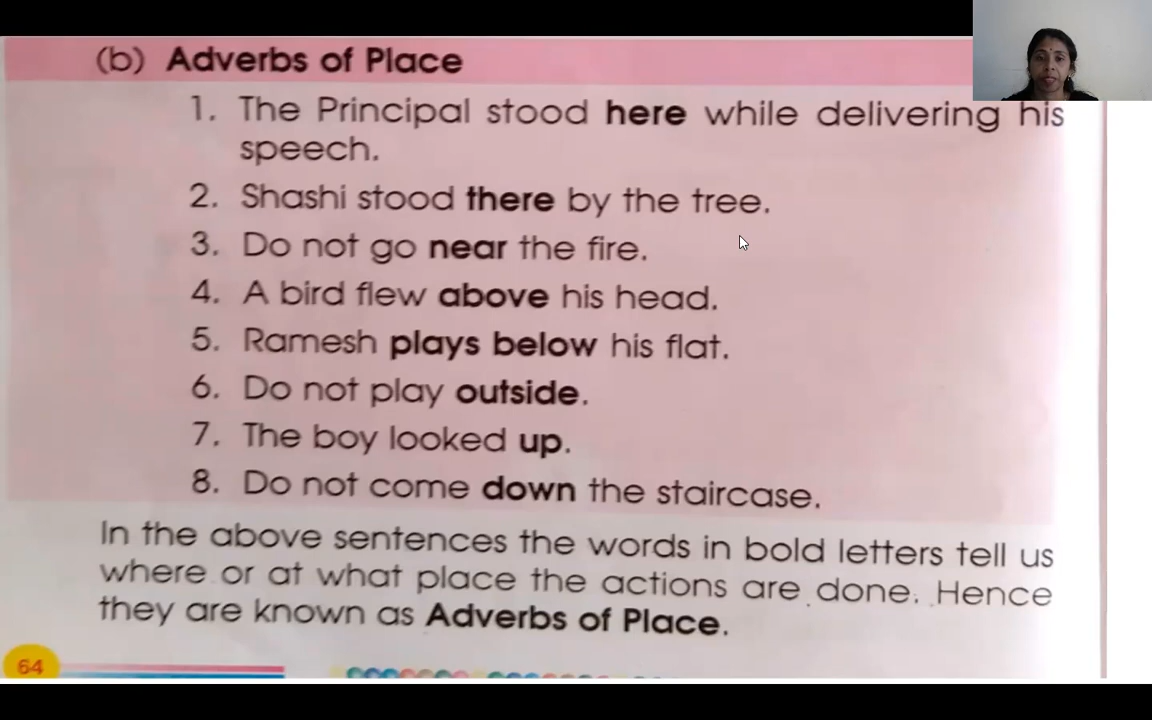 (b) Adverbs of Place
1. The Principal stood here while delivering his
speech.
2. Shashi stood there by the tree.
3. Do not go near the fire.
4. A bird flew above his head.
5. Ramesh plays below his flat.
6. Do not play outside.
7. The boy looked up.
8. Do not come down the staircase.
In the above sentences the words in bold letters tell us
where or at what place the actions are done. Hence
they are known as Adverbs of Place.
64